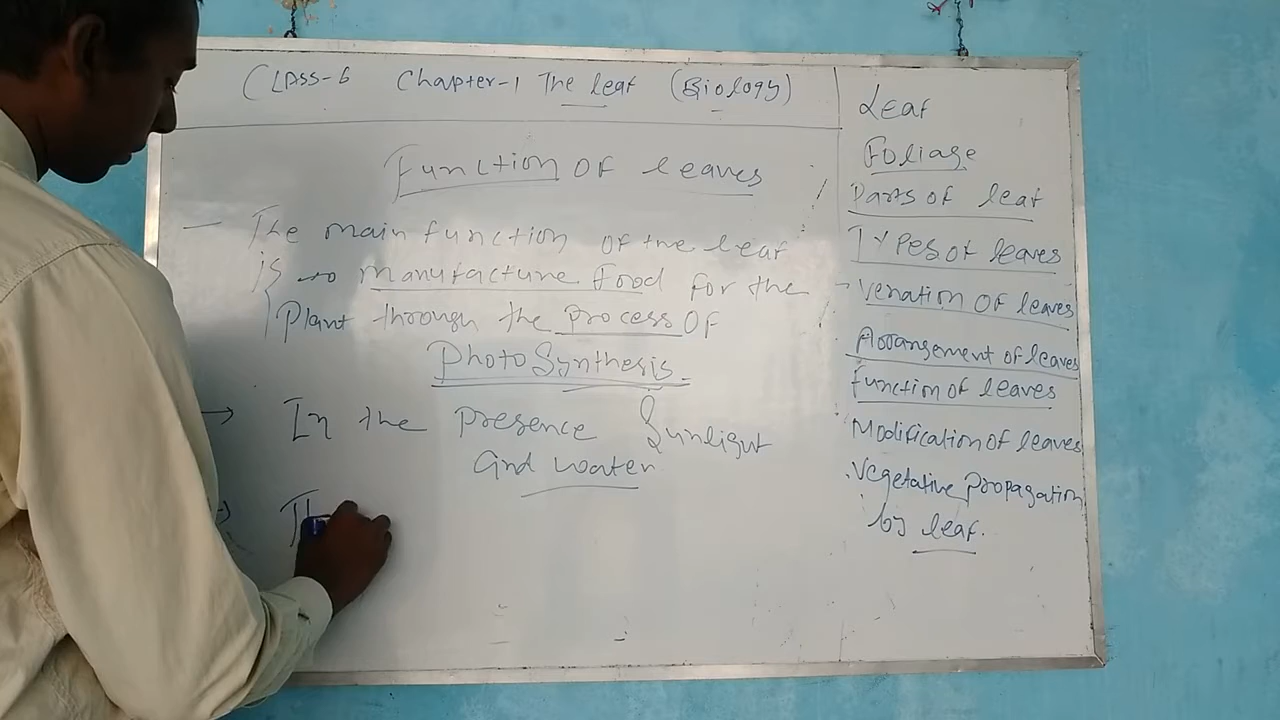 CLASS-6 Chapter-1 The leaf (Biology)
Function OF leaves
- The main function of the leaf
is to manufacture food for the
Plant through the process OF
PhotoSynthesis
→ In the presence Sunlight
and water
→ Th
Leaf
Foliage
Parts of leaf
Types of leaves
- Venation OF leaves
Arrangement of leaves
Function of leaves
Modification of leaves
Vegetative Propagation
by leaf.